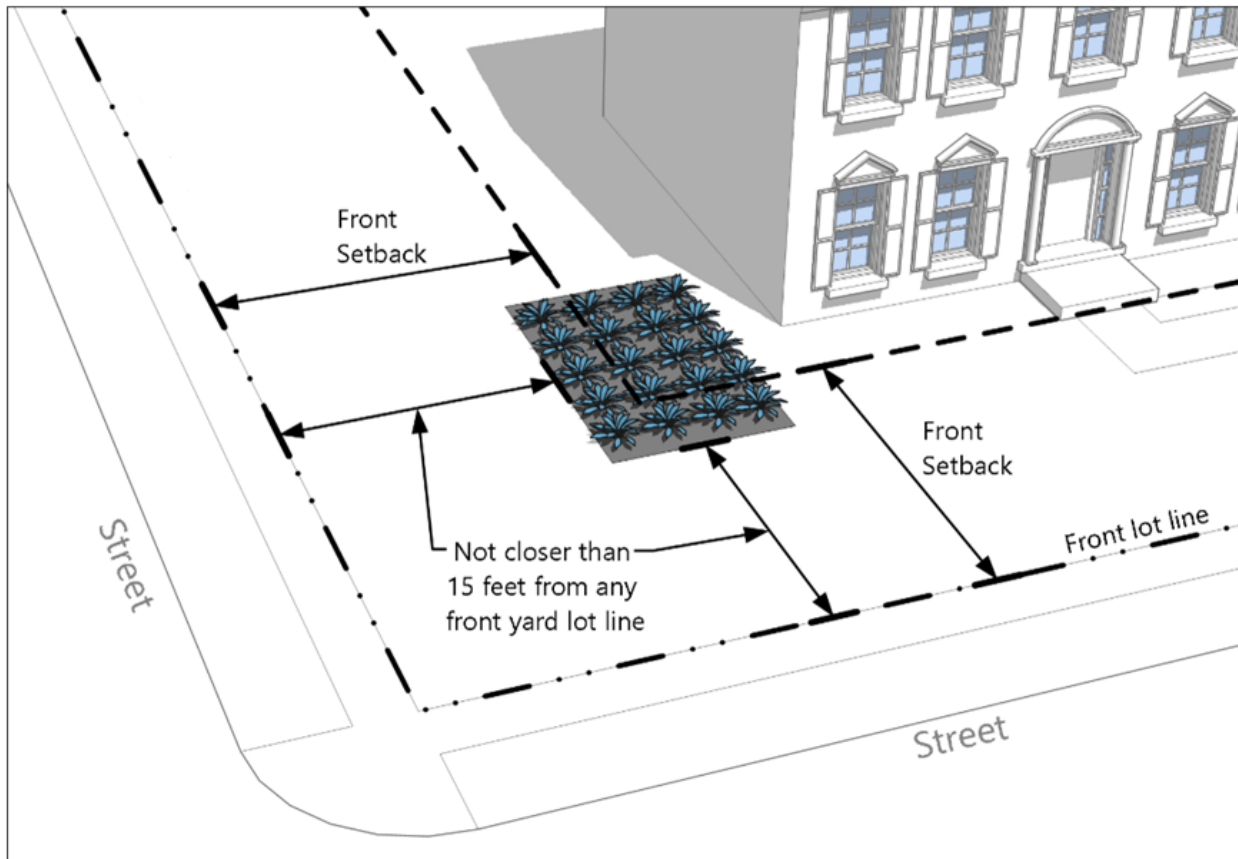 Front
Setback
Front
Setback
Front lot line
Not closer than
15 feet from any
front yard lot line
Street
Street